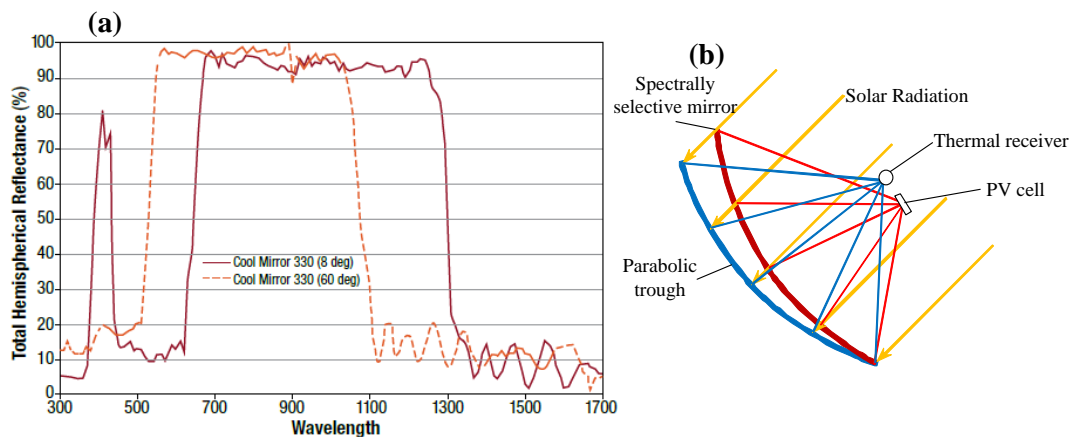 (a)
Total Hemispherical Reflectance (%)
100
90
80
70
60
50
40
30
20
10
0
Cool Mirror 330 (8 deg)
Cool Mirror 330 (60 deg)
300 500 700 900 1100 1300 1500 1700
Wavelength
(b)
Spectrally
selective mirror
Solar Radiation
Thermal receiver
PV cell
Parabolic
trough